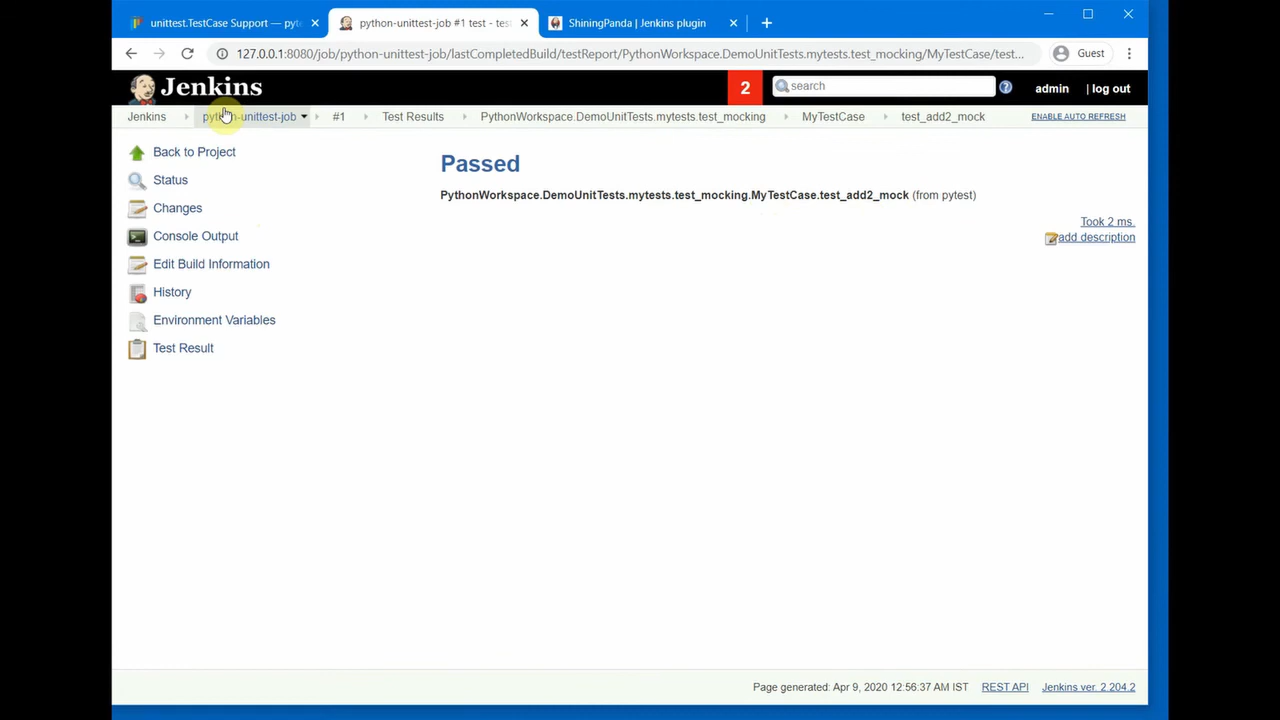 unittest.TestCase Support — pyte
python-unittest-job #1 test - tes
ShiningPanda | Jenkins plugin
127.0.0.1:8080/job/python-unittest-job/lastCompletedBuild/testReport/PythonWorkspace.DemoUnitTests.mytests.test_mocking/MyTestCase/test...
Guest
Jenkins
2
search
admin
| log out
Jenkins
python-unittest-job
#1
Test Results
PythonWorkspace.DemoUnitTests.mytests.test_mocking
MyTestCase
test_add2_mock
ENABLE AUTO REFRESH
Back to Project
Status
Changes
Console Output
Edit Build Information
History
Environment Variables
Test Result
Passed
PythonWorkspace.DemoUnitTests.mytests.test_mocking.MyTestCase.test_add2_mock (from pytest)
Took 2 ms.
add description
Page generated: Apr 9, 2020 12:56:37 AM IST
REST API
Jenkins ver. 2.204.2